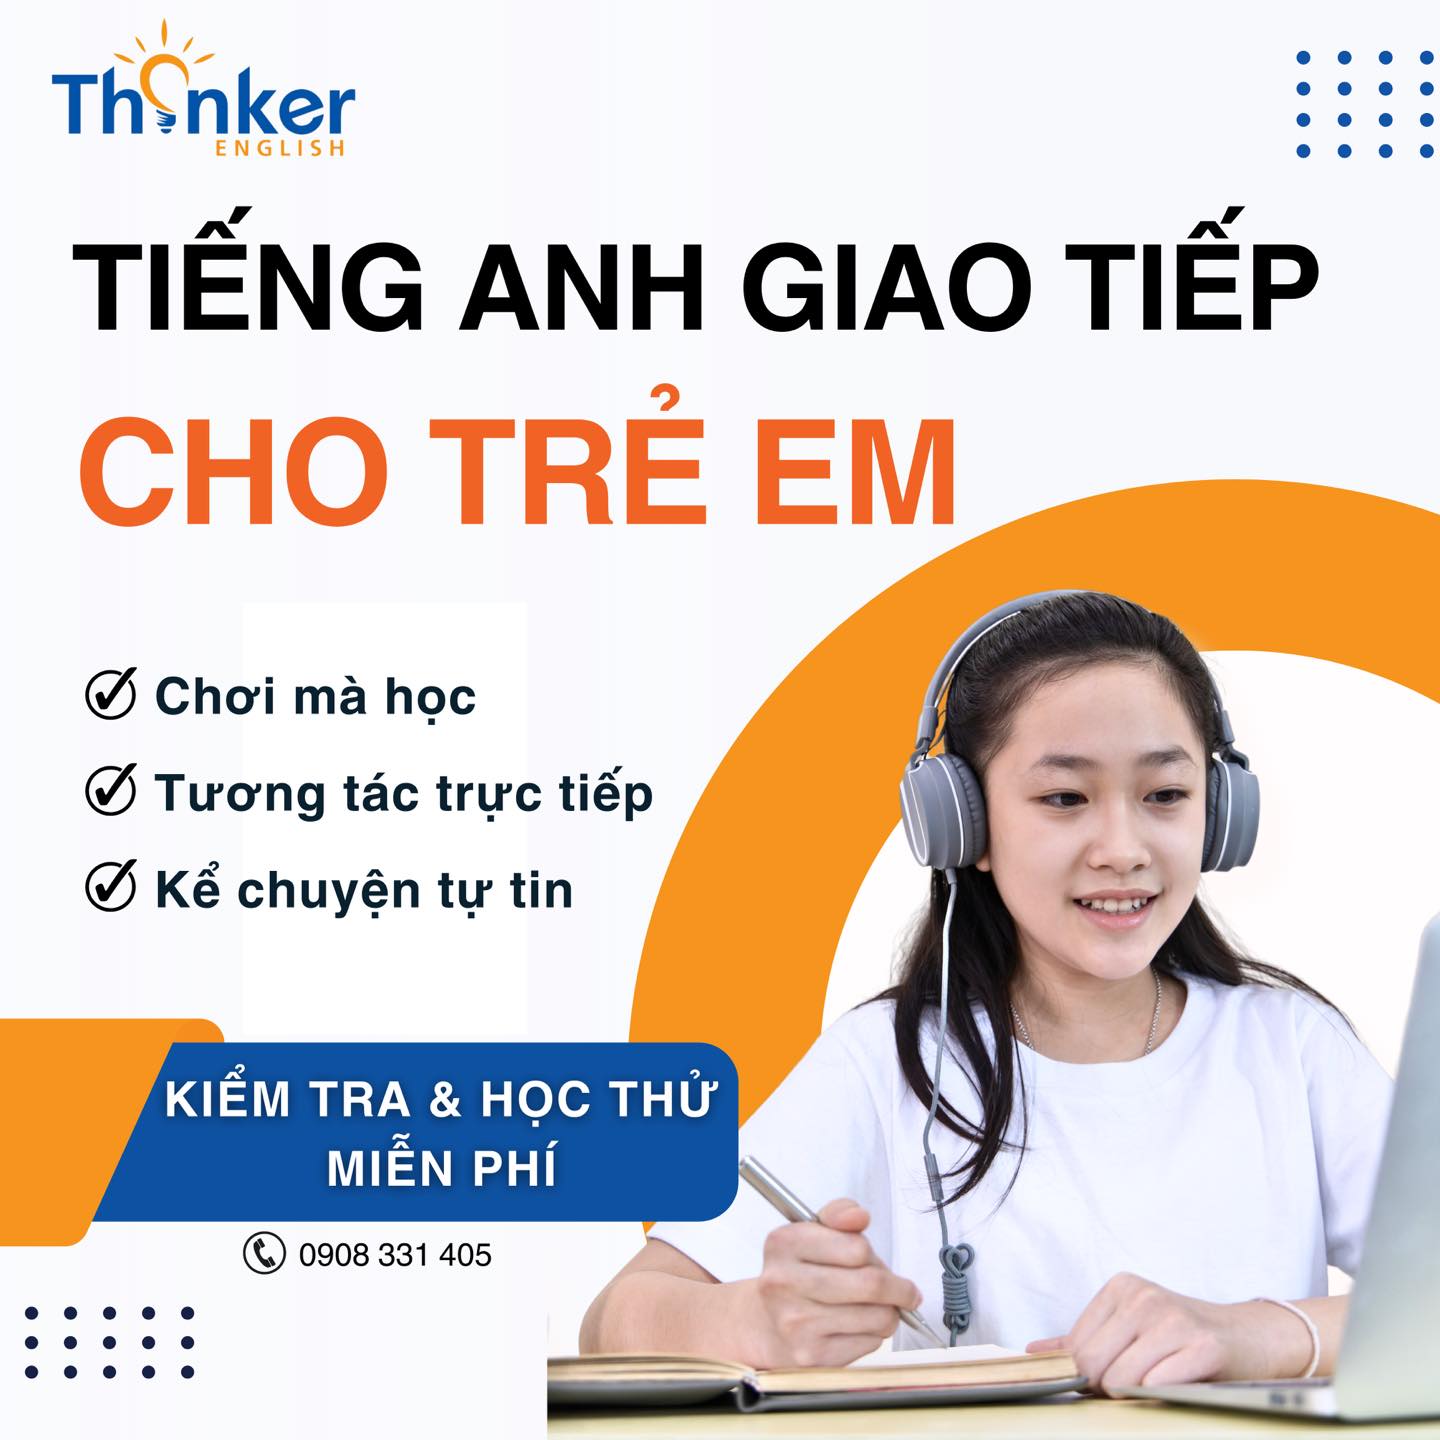 Thinker
ENGLISH
TIẾNG ANH GIAO TIẾP
CHO TRẺ EM
Chơi mà học
Tương tác trực tiếp
Kể chuyện tự tin
KIỂM TRA & HỌC THỬ
MIỄN PHÍ
0908 331 405